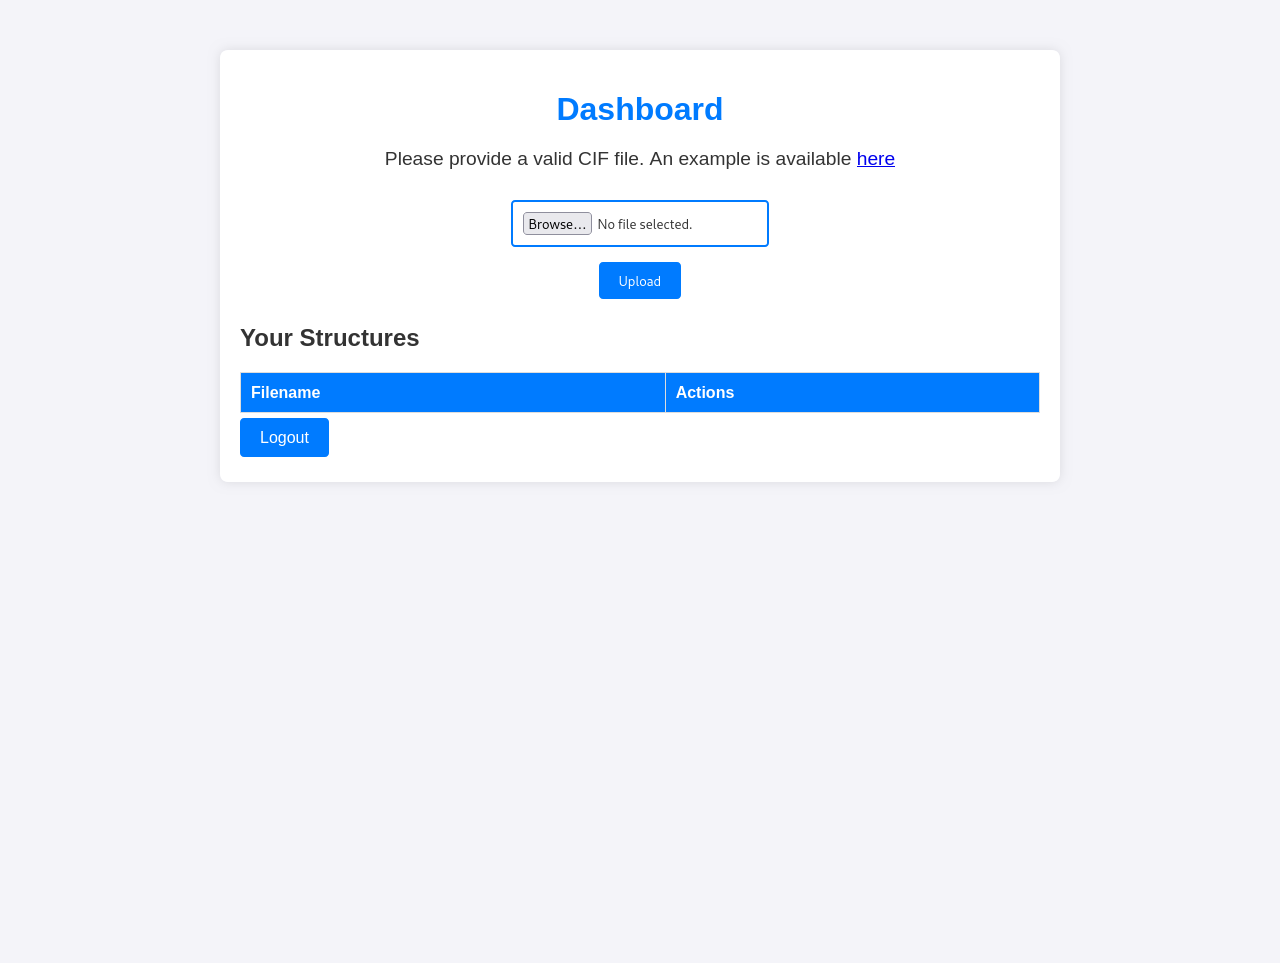 Dashboard
Please provide a valid CIF file. An example is available here
Browse... No file selected.
Upload
Your Structures
Filename Actions
Logout